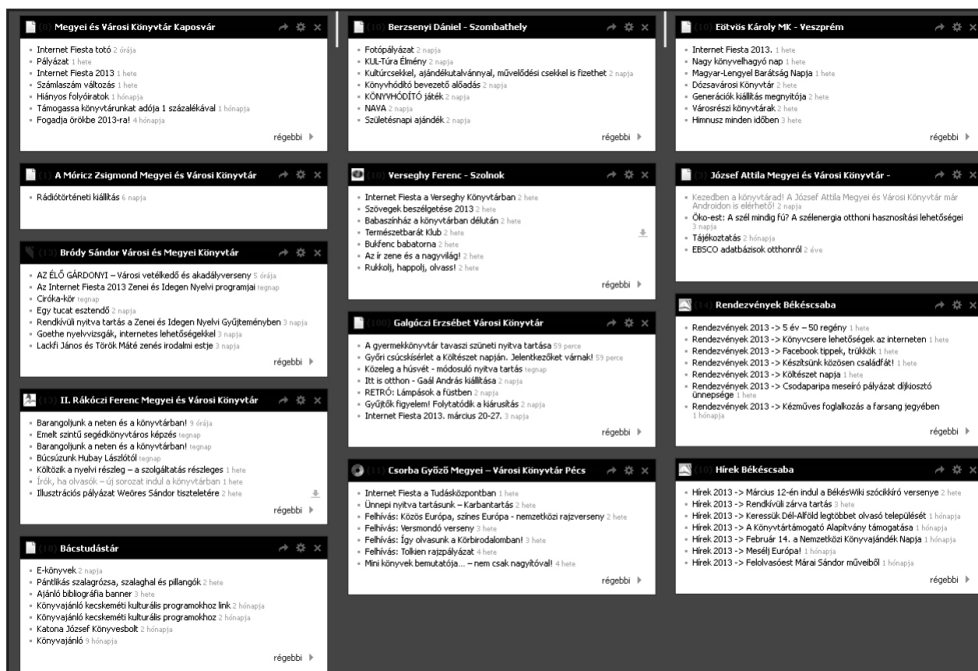 (8) Megyei és Városi Könyvtár Kaposvár
Internet Fiesta totó 2 órája
Pályázat 1 hete
Internet Fiesta 2013 1 hete
Számlaszám változás 1 hete
Hiányos folyóiratok 1 hónapja
Támogassa könyvtárunkat adója 1 százalékával 1 hónapja
Fogadja örökbe 2013-ra! 4 hónapja
régebbi
(1) A Móricz Zsigmond Megyei és Városi Könyvtár
Rádiótörténeti kiállítás 6 napja
(13) Bródy Sándor Városi és Megyei Könyvtár
AZ ÉLŐ GÁRDONYI – Városi vetélkedő és akadályverseny 5 órája
Az Internet Fiesta 2013 Zenei és Idegen Nyelvi programjai tegnap
Ciróka-kör tegnap
Egy tucat esztendő 2 napja
Rendkívüli nyitva tartás a Zenei és Idegen Nyelvi Gyűjteményben 3 napja
Goethe nyelvvizsgák, internetes lehetőségekkel 3 napja
Lackfi János és Török Máté zenés irodalmi estje 3 napja
régebbi
(13) II. Rákóczi Ferenc Megyei és Városi Könyvtár
Barangoljunk a neten és a könyvtárban! 9 órája
Emelt szintű segédkönyvtáros képzés tegnap
Barangoljunk a neten és a könyvtárban! tegnap
Búcsúzunk Hubay Lászlótól tegnap
Költözik a nyelvi részleg – a szolgáltatás részleges 1 hete
Írók, ha olvasók – új sorozat indul a könyvtárban 1 hete
Illusztrációs pályázat Weöres Sándor tiszteletére 2 hete
régebbi
(10) Bácstudástár
E-könyvek 2 napja
Pántlikás szalagrózsa, szalaghal és pillangók 2 hete
Ajánló bibliográfia banner 3 hete
Könyvajánló kecskeméti kulturális programokhoz link 2 hónapja
Könyvajánló kecskeméti kulturális programokhoz 2 hónapja
Katona József Könyvesbolt 2 hónapja
Könyvajánló 9 hónapja
régebbi
(10) Berzsenyi Dániel - Szombathely
Fotópályázat 2 napja
KUL-Túra Élmény 2 napja
Kultúrcsekkel, ajándékutalvánnyal, művelődési csekkel is fizethet 2 napja
Könyvhódító bevezető előadás 2 napja
KÖNYVHÓDÍTÓ játék 2 napja
NAVA 2 napja
Születésnapi ajándék 2 napja
régebbi
(10) Verseghy Ferenc - Szolnok
Internet Fiesta a Verseghy Könyvtárban 2 hete
Szövegek beszélgetése 2013 2 hete
Babaszínház a könyvtárban délután 2 hete
Természetbarát Klub 2 hete
Bukfenc babatorna 2 hete
Az ír zene és a nagyvilág! 2 hete
Rukkolj, happolj, olvass! 2 hete
régebbi
(100) Galgóczi Erzsébet Városi Könyvtár
A gyermekkönyvtár tavaszi szüneti nyitva tartása 59 perce
Győri csúcskísérlet a Költészet napján. Jelentkezőket várnak! 59 perce
Közeleg a húsvét - módosuló nyitva tartás tegnap
Itt is otthon - Gaál András kiállítása 2 napja
RETRÓ: Lámpások a füstben 2 napja
Gyűjtők figyelem! Folytatódik a kiárusítás 2 napja
Internet Fiesta 2013. március 20-27. 3 napja
régebbi
(11) Csorba Győző Megyei – Városi Könyvtár Pécs
Internet Fiesta a Tudásközpontban 1 hete
Ünnepi nyitva tartásunk – Karbantartás 2 hete
Felhívás: Közös Európa, színes Európa - nemzetközi rajzverseny 2 hete
Felhívás: Versmondó verseny 3 hete
Felhívás: Így olvasunk a Körbirodalomban! 3 hete
Felhívás: Tolkien rajzpályázat 4 hete
Mini könyvek bemutatója... – nem csak nagyítóval! 4 hete
régebbi
(10) Eötvös Károly MK - Veszprém
Internet Fiesta 2013. 1 hete
Nagy könyvelhagyó nap 1 hete
Magyar-Lengyel Barátság Napja 1 hete
Dózsavárosi Könyvtár 2 hete
Generációk kiállítás megnyitója 2 hete
Városrészi könyvtárak 2 hete
Himnusz minden időben 3 hete
régebbi
(3) József Attila Megyei és Városi Könyvtár -
Kezedben a könyvtárad! A József Attila Megyei és Városi Könyvtár már
Androidon is elérhető! 2 napja
Öko-est: A szél mindig fú? A szélenergia otthoni hasznosítási lehetőségei
3 napja
Tájékoztatás 2 hónapja
EBSCO adatbázisok otthonról 2 éve
(14) Rendezvények Békéscsaba
Rendezvények 2013 -> 5 év – 50 regény 1 hete
Rendezvények 2013 -> Könyvcsere lehetőségek az interneten 1 hete
Rendezvények 2013 -> Facebook tippek, trükkök 1 hete
Rendezvények 2013 -> Készítsünk közösen családfát! 1 hete
Rendezvények 2013 -> Költészet napja 1 hete
Rendezvények 2013 -> Csodaparipa meseíró pályázat díjkiosztó
ünnepsége 1 hete
Rendezvények 2013 -> Kézműves foglalkozás a farsang jegyében
1 hónapja
régebbi
(10) Hírek Békéscsaba
Hírek 2013 -> Március 12-én indul a BékésWiki szócikkíró versenye 2 hete
Hírek 2013 -> Rendkívüli zárva tartás 3 hete
Hírek 2013 -> Keressük Dél-Alföld legtöbbet olvasó települését 1 hónapja
Hírek 2013 -> A Könyvtártámogató Alapítvány támogatása 1 hónapja
Hírek 2013 -> Február 14. a Nemzetközi Könyvajándék Napja 1 hónapja
Hírek 2013 -> Mesélj Európa! 1 hónapja
Hírek 2013 -> Felolvasóest Márai Sándor műveiből 1 hónapja
régebbi